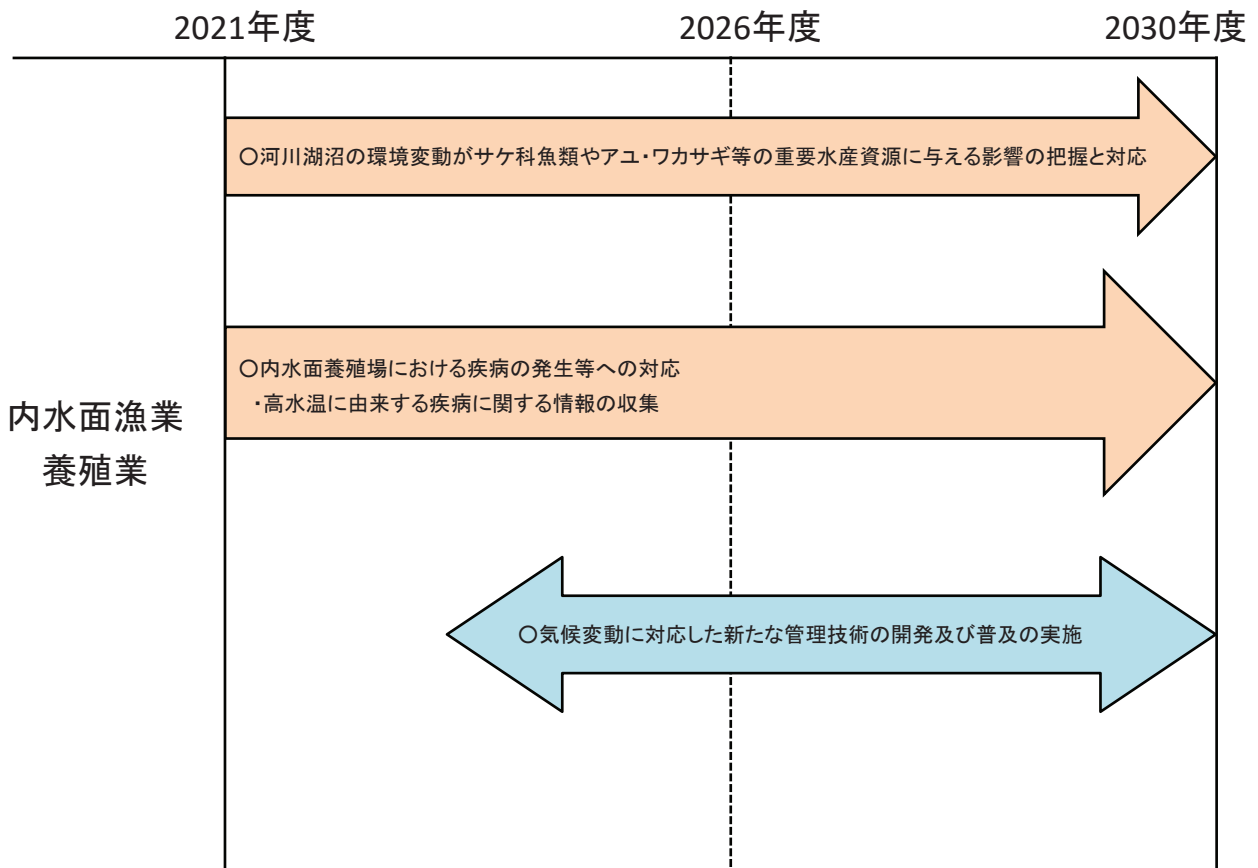 2021年度 2026年度 2030年度
○河川湖沼の環境変動がサケ科魚類やアユ・ワカサギ等の重要水産資源に与える影響の把握と対応
○内水面養殖場における疾病の発生等への対応
・高水温に由来する疾病に関する情報の収集
内水面漁業
養殖業
○気候変動に対応した新たな管理技術の開発及び普及の実施